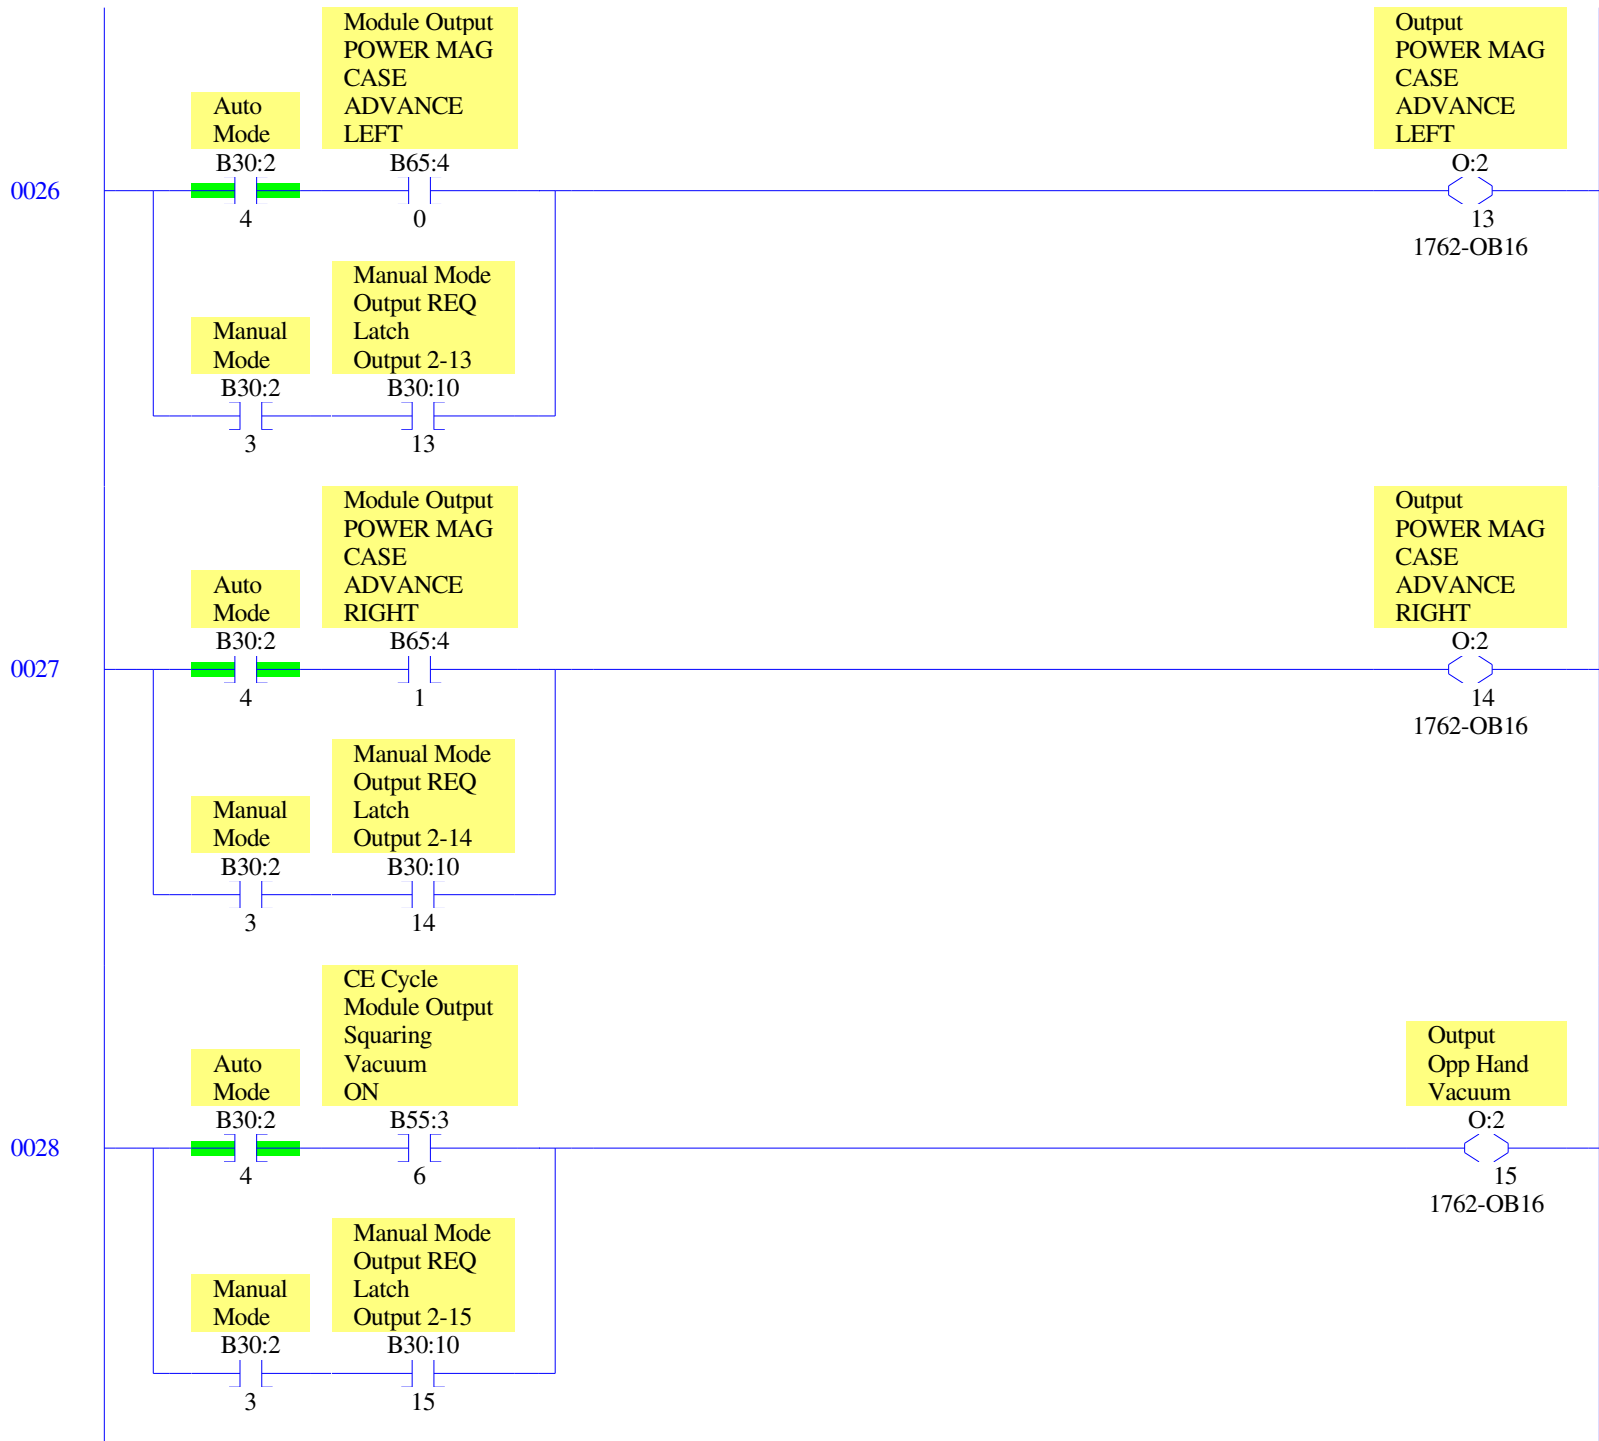 Module Output
POWER MAG
CASE
ADVANCE
LEFT
Output
POWER MAG
CASE
ADVANCE
LEFT
Auto
Mode
B30:2
B65:4
O:2
0026
4
0
13
1762-OB16
Manual Mode
Output REQ
Latch
Output 2-13
Manual
Mode
B30:2
B30:10
3
13
Module Output
POWER MAG
CASE
ADVANCE
RIGHT
Output
POWER MAG
CASE
ADVANCE
RIGHT
Auto
Mode
B30:2
B65:4
O:2
0027
4
1
14
1762-OB16
Manual Mode
Output REQ
Latch
Output 2-14
Manual
Mode
B30:2
B30:10
3
14
CE Cycle
Module Output
Squaring
Vacuum
ON
Output
Opp Hand
Vacuum
Auto
Mode
B30:2
B55:3
O:2
0028
4
6
15
1762-OB16
Manual Mode
Output REQ
Latch
Output 2-15
Manual
Mode
B30:2
B30:10
3
15